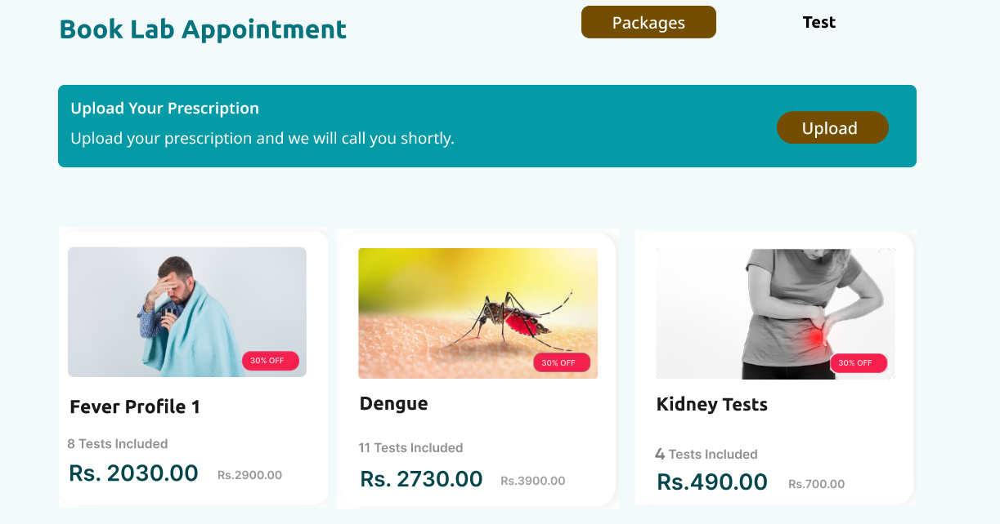 Book Lab Appointment
Packages
Test
Upload Your Prescription
Upload your prescription and we will call you shortly.
Upload
30% OFF
Fever Profile 1
8 Tests Included
Rs. 2030.00 Rs.2900.00
30% OFF
Dengue
11 Tests Included
Rs. 2730.00 Rs.3900.00
30% OFF
Kidney Tests
4 Tests Included
Rs.490.00 Rs.700.00